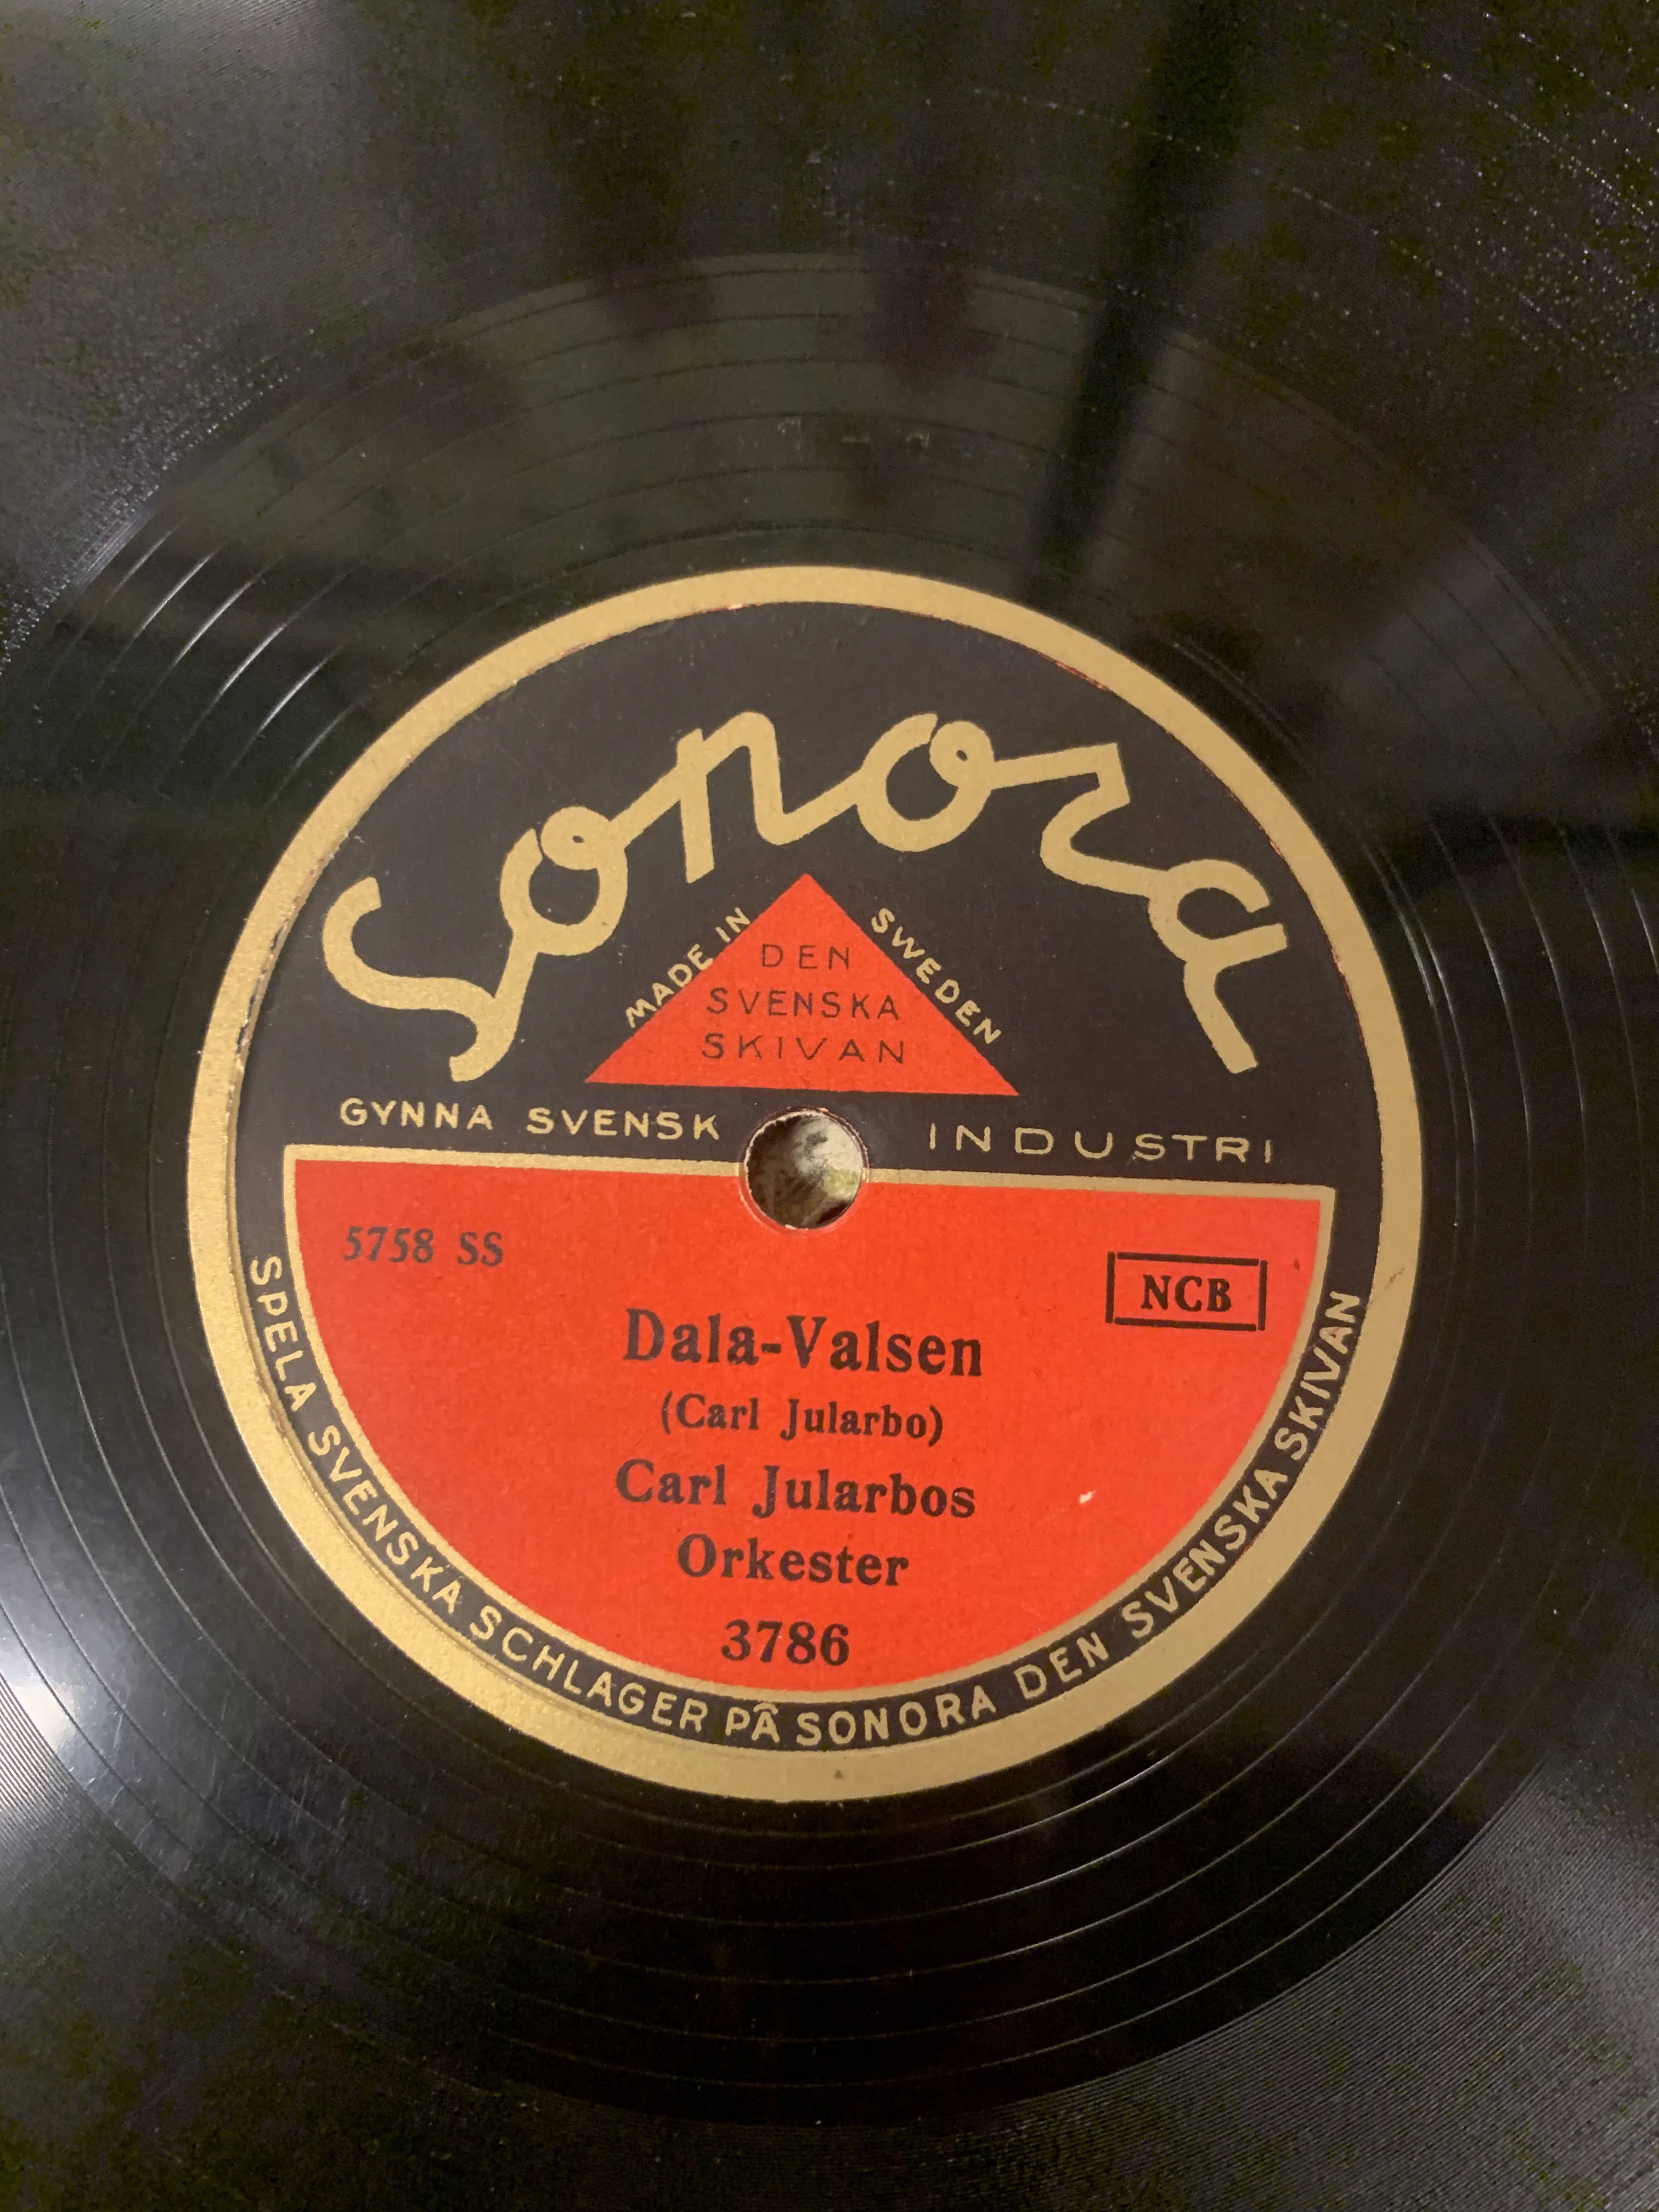 Sonora
MADE IN SWEDEN
DEN
SVENSKA
SKIVAN
GYNNA SVENSK INDUSTRI
5758 SS
NCB
Dala-Valsen
(Carl Jularbo)
Carl Jularbos
Orkester
3786
SPELA SVENSKA SCHLAGER PÅ SONORA DEN SVENSKA SKIVAN